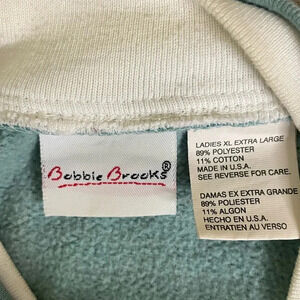 Bobbie Brooks®
LADIES XL EXTRA LARGE
89% POLYESTER
11% COTTON
MADE IN U.S.A.
SEE REVERSE FOR CARE.
DAMAS EX EXTRA GRANDE
89% POLIESTER
11% ALGON
HECHO EN U.S.A.
ENTRETIEN AU VERSO